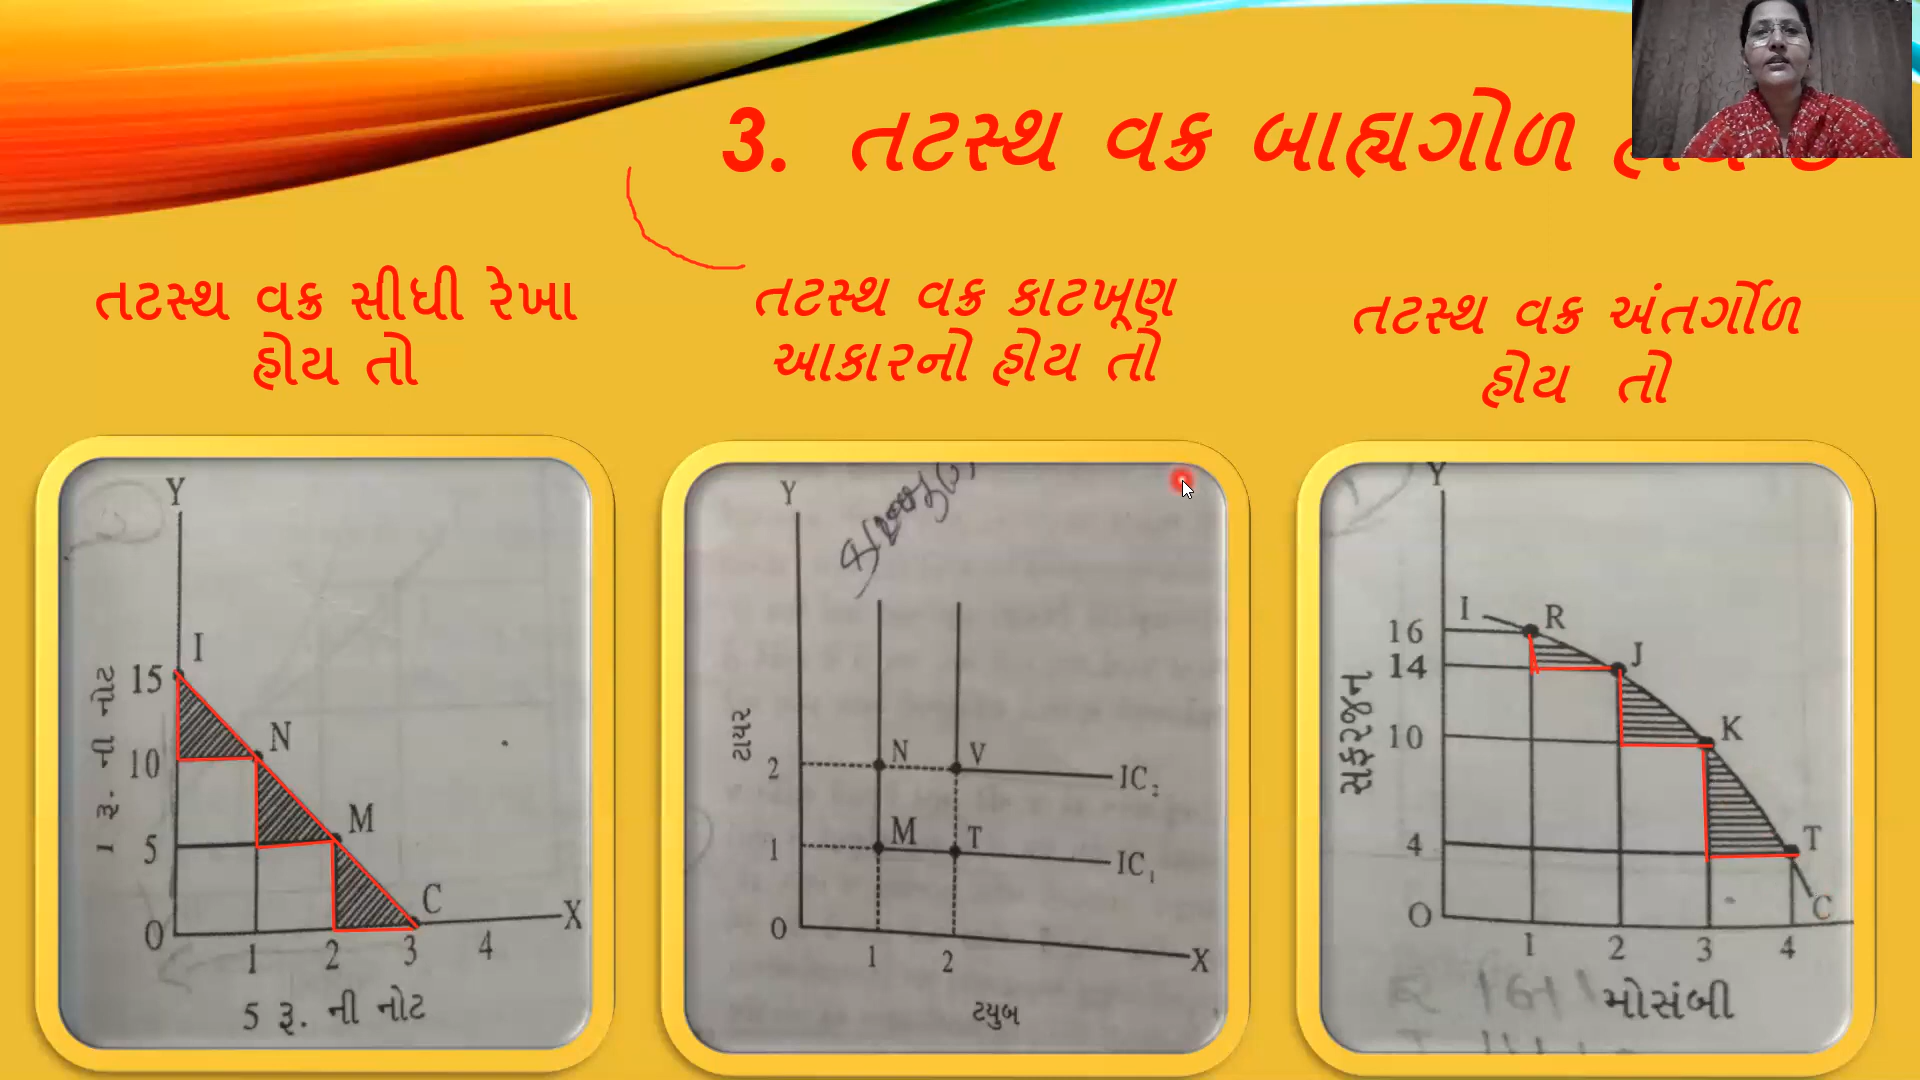 3. તટસ્થ વક્ર બાહ્યગોળ
તટસ્થ વક્ર સીધી રેખા
હોય તો
તટસ્થ વક્ર કાટખૂણ
આકારનો હોય તો
તટસ્થ વક્ર અંતર્ગોળ
હોય તો
Y
I
15
N
10
M
5
C
0
X
1 2 3 4
1 રૂ. ની નોટ
5 રૂ. ની નોટ
Y
ટાયર
2
N V
IC₂
1
M T
IC₁
0
1 2
X
ટયુબ
Y
I R
16
J
14
K
10
T
4
C
O
1 2 3 4
સફરજન
મોસંબી